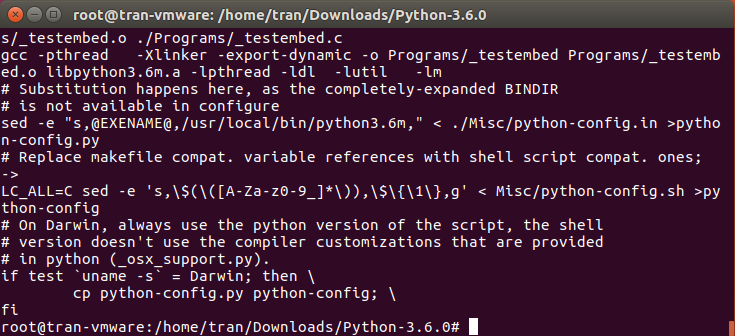 root@tran-vmware: /home/tran/Downloads/Python-3.6.0
s/_testembed.o ./Programs/_testembed.c
gcc -pthread   -Xlinker -export-dynamic -o Programs/_testembed Programs/_testemb
ed.o libpython3.6m.a -lpthread -ldl  -lutil   -lm
# Substitution happens here, as the completely-expanded BINDIR
# is not available in configure
sed -e "s,@EXENAME@,/usr/local/bin/python3.6m," < ./Misc/python-config.in >pytho
n-config.py
# Replace makefile compat. variable references with shell script compat. ones;
->
LC_ALL=C sed -e 's,\$(\([A-Za-z0-9_]*\)),\$\{\1\},g' < Misc/python-config.sh >py
thon-config
# On Darwin, always use the python version of the script, the shell
# version doesn't use the compiler customizations that are provided
# in python (_osx_support.py).
if test `uname -s` = Darwin; then \
        cp python-config.py python-config; \
fi
root@tran-vmware:/home/tran/Downloads/Python-3.6.0#